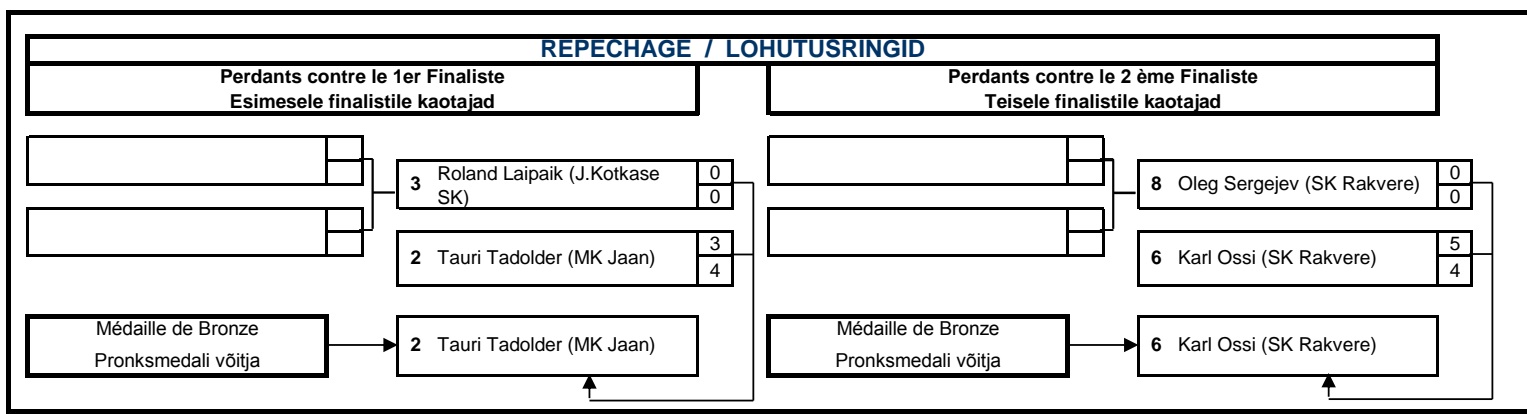 REPECHAGE / LOHUTUSRINGID
Perdants contre le 1er Finaliste
Esimesele finalistile kaotajad
Perdants contre le 2 ème Finaliste
Teisele finalistile kaotajad
3 Roland Laipaik (J.Kotkase
SK)
0
0
8 Oleg Sergejev (SK Rakvere)
0
0
2 Tauri Tadolder (MK Jaan)
3
4
6 Karl Ossi (SK Rakvere)
5
4
Médaille de Bronze
Pronksmedali võitja
2 Tauri Tadolder (MK Jaan)
Médaille de Bronze
Pronksmedali võitja
6 Karl Ossi (SK Rakvere)